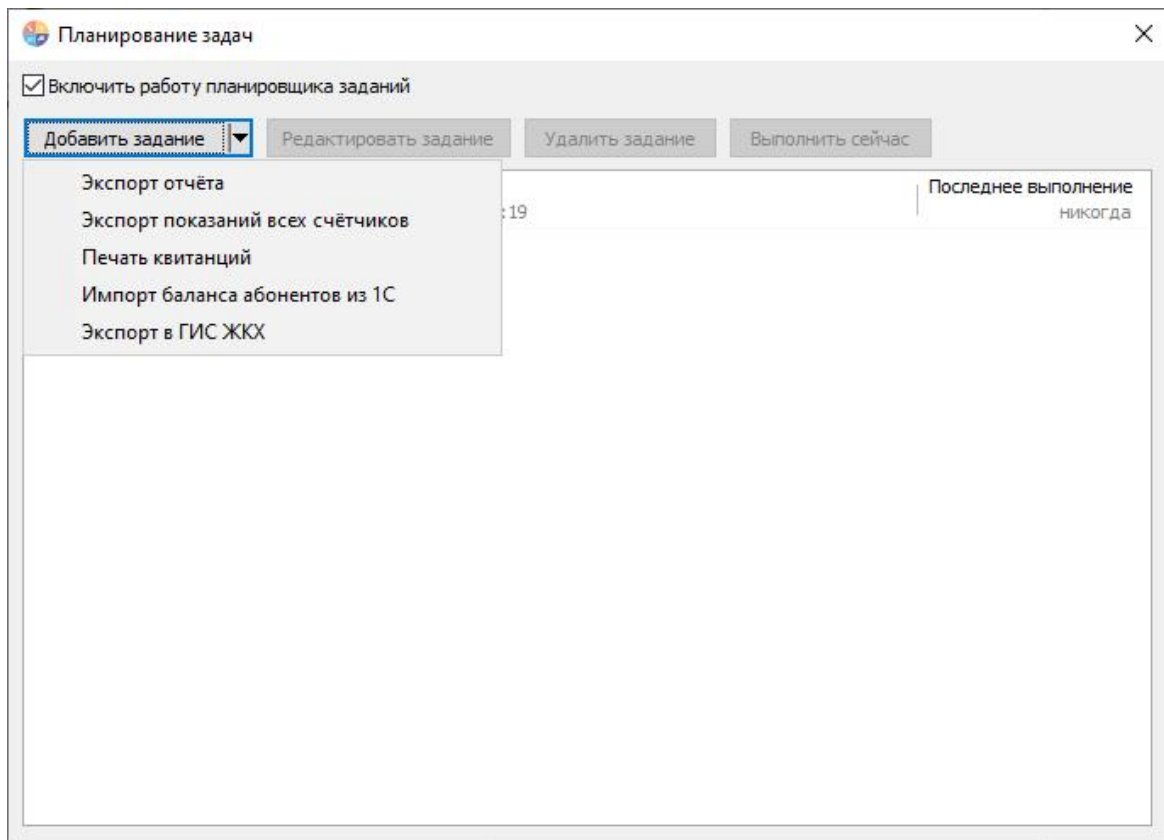 Планирование задач
Включить работу планировщика заданий
Добавить задание
Редактировать задание
Удалить задание
Выполнить сейчас
Экспорт отчёта
Экспорт показаний всех счётчиков
Печать квитанций
Импорт баланса абонентов из 1С
Экспорт в ГИС ЖКХ
:19
Последнее выполнение
никогда